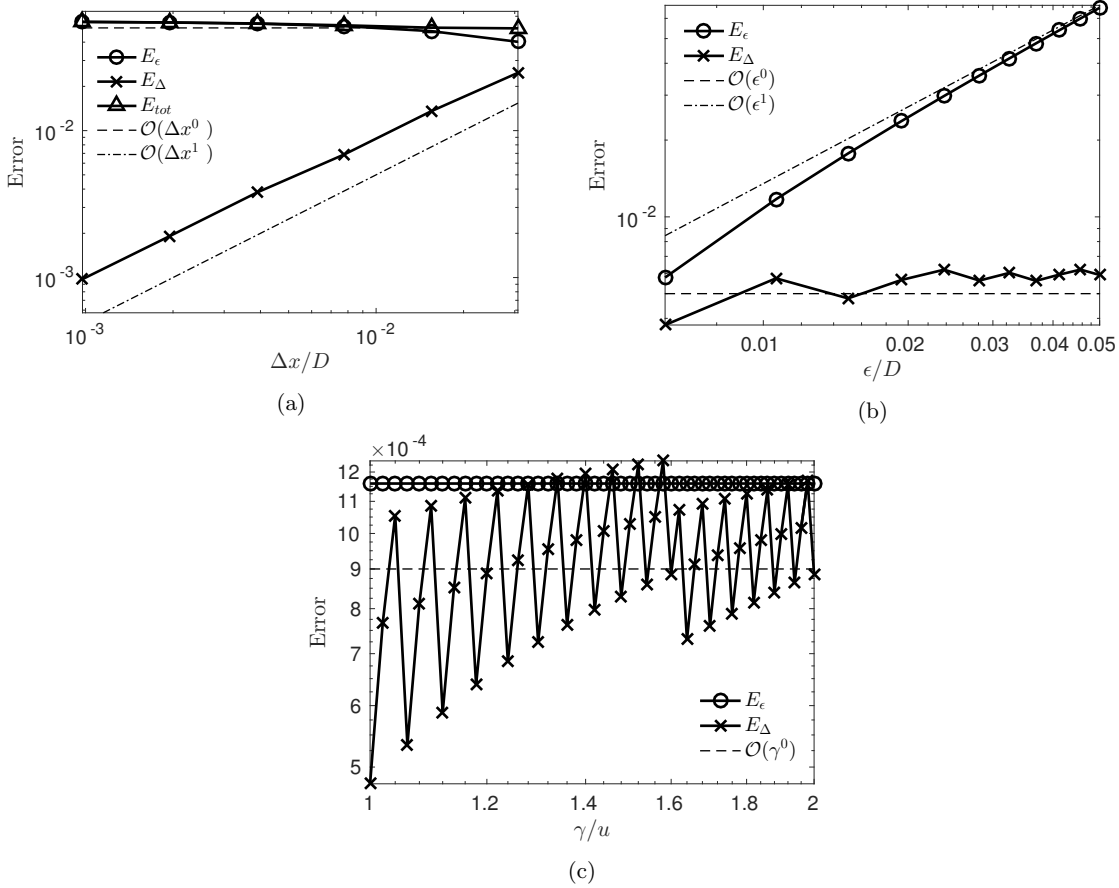 Error
10^{-2}
10^{-3}
E_ϵ
E_Δ
E_{tot}
O(Δx^0 )
O(Δx^1 )
10^{-3}
10^{-2}
Δx/D
(a)
Error
10^{-2}
E_ϵ
E_Δ
O(ϵ^0)
O(ϵ^1)
0.01
0.02
0.03
0.04
0.05
ϵ/D
(b)
×10^{-4}
Error
12
11
10
9
8
7
6
5
E_ϵ
E_Δ
O(γ^0)
1
1.2
1.4
1.6
1.8
2
γ/u
(c)